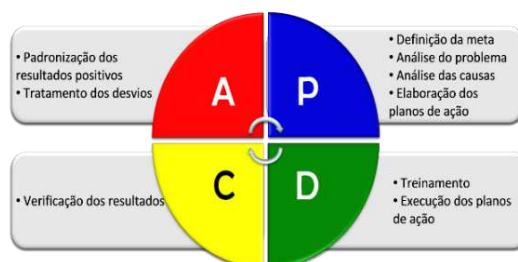 • Padronização dos
resultados positivos
• Tratamento dos desvios
A
P
• Definição da meta
• Análise do problema
• Análise das causas
• Elaboração dos
planos de ação
• Verificação dos resultados
C
D
• Treinamento
• Execução dos planos
de ação